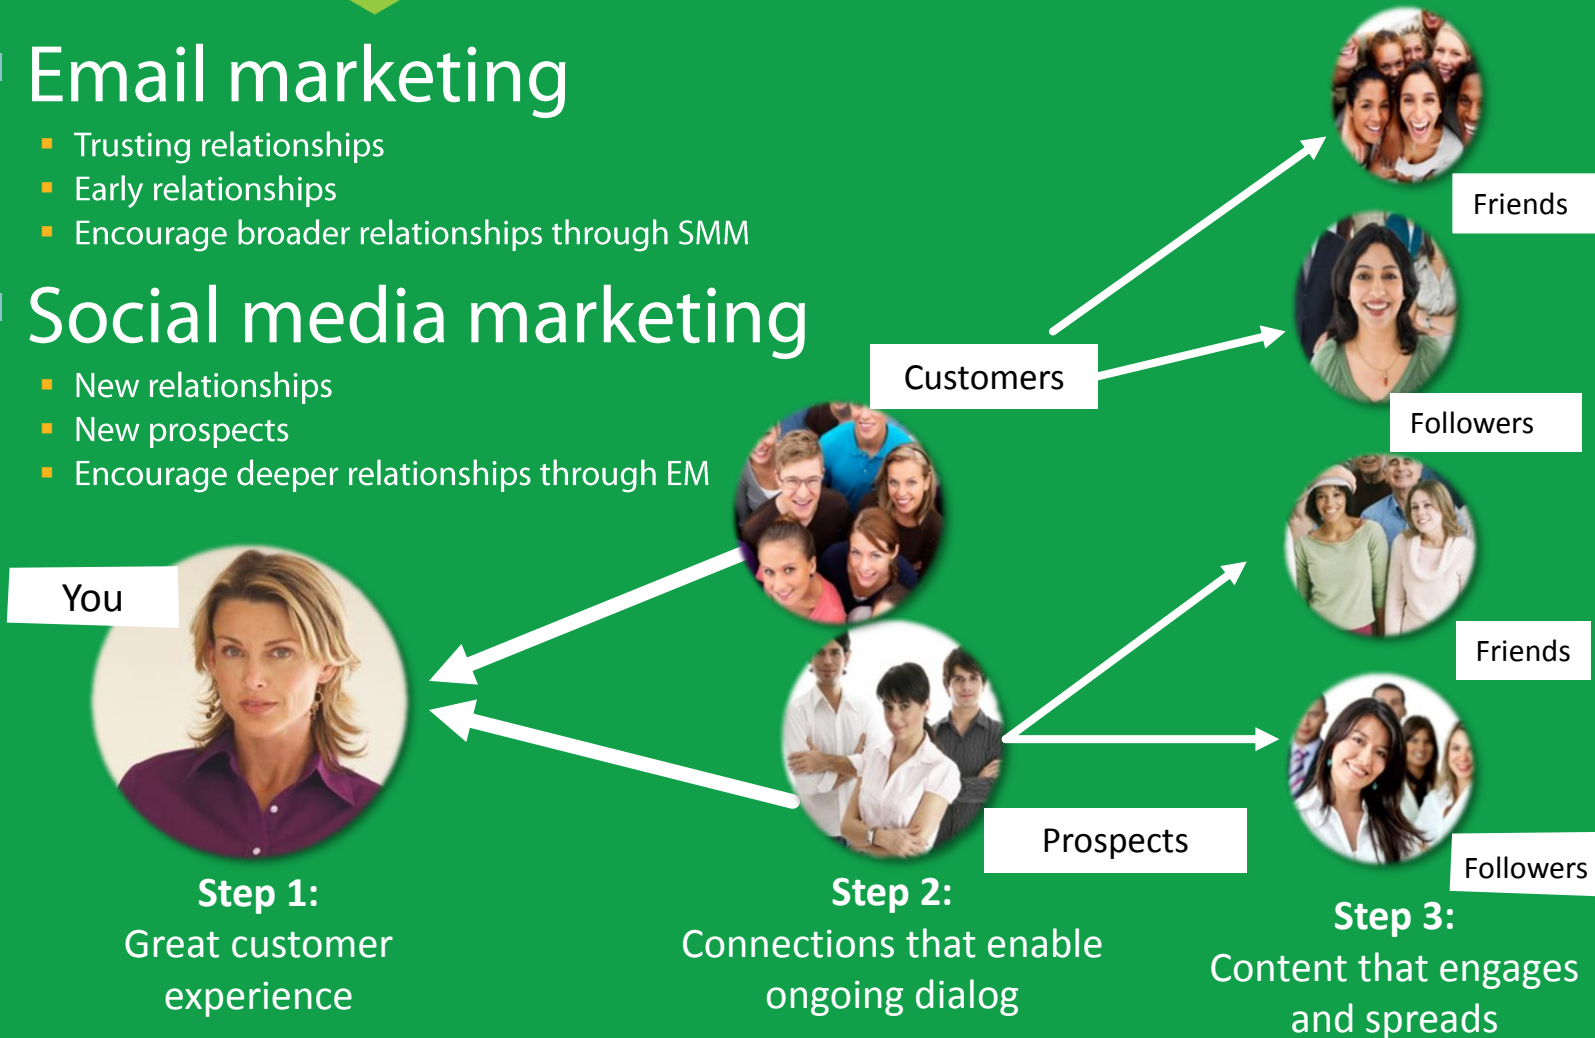 Email marketing
Trusting relationships
Early relationships
Encourage broader relationships through SMM
Social media marketing
New relationships
New prospects
Encourage deeper relationships through EM
You
Customers
Prospects
Friends
Followers
Friends
Followers
Step 1:
Great customer
experience
Step 2:
Connections that enable
ongoing dialog
Step 3:
Content that engages
and spreads